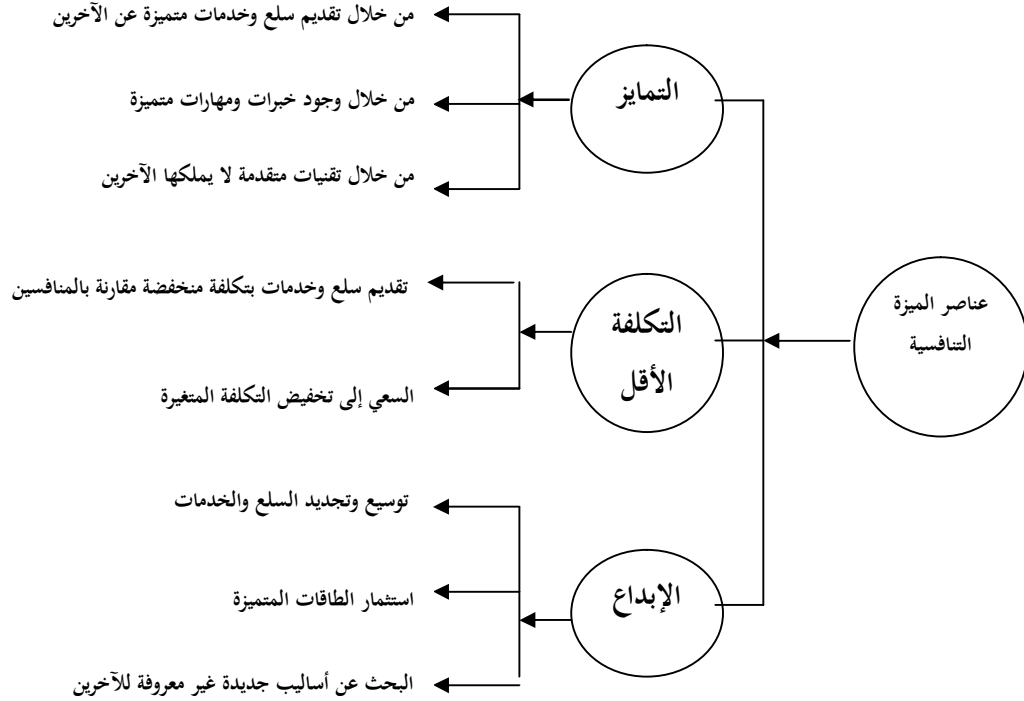 عناصر الميزة
التنافسية
التمايز
من خلال تقديم سلع وخدمات متميزة عن الآخرين
من خلال وجود خبرات ومهارات متميزة
من خلال تقنيات متقدمة لا يملكها الآخرين
التكلفة
الأقل
تقديم سلع وخدمات بتكلفة منخفضة مقارنة بالمنافسين
السعي إلى تخفيض التكلفة المتغيرة
الإبداع
توسيع وتجديد السلع والخدمات
استثمار الطاقات المتميزة
البحث عن أساليب جديدة غير معروفة للآخرين